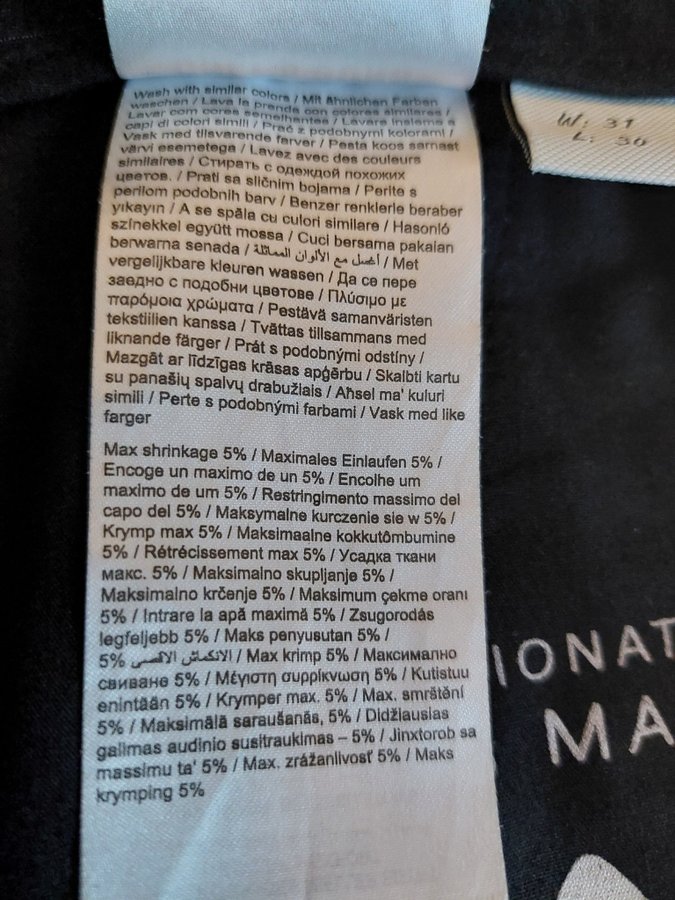 Wash with similar colors / Mit Ähnlichen Farben
waschen / Lava la prenda con colores similares /
Lavar com cores semelhantes / Lavare insieme a
capi di colori simili / Prać z podobnymi kolorami /
Vask med tilsvarende farver / Pesta koos sarnast
värvi esemetega / Lavez avec des couleurs
similaires / Стирать с одеждой похожих
цветов. / Prati sa sličnim bojama / Perite s
perilom podobnih barv / Benzer renklerle beraber
yıkayın / A se spăla cu culori similare / Hasonló
színekkel együtt mossa / Cuci bersama pakaian
berwarna senada / أغسل مع الألوان المماثلة / Met
vergelijkbare kleuren wassen / Да се пере
заедно с подобни цветове / Πλύσιμο με
παρόμοια χρώματα / Pestävä samanväristen
tekstiilien kanssa / Tvättas tillsammans med
liknande färger / Prát s podobnými odstíny /
Mazgāt ar līdzīgas krāsas apģērbu / Skalbti kartu
su panašių spalvų drabužiais / Aħsel ma' kuluri
simili / Perte s podobnými farbami / Vask med like
farger
Max shrinkage 5% / Maximales Einlaufen 5% /
Encoge un maximo de un 5% / Encolhe um
maximo de um 5% / Restringimento massimo del
capo del 5% / Maksymalne kurczenie sie w 5% /
Krymp max 5% / Maksimaalne kokkutõmbumine
5% / Rétrécissement max 5% / Усадка ткани
макс. 5% / Maksimalno skupljanje 5% /
Maksimalno krčenje 5% / Maksimum çekme oranı
5% / Intrare la apă maximă 5% / Zsugorodás
legfeljebb 5% / Maks penyusutan 5% /
5% الانكماش الاقصى / Max krimp 5% / Максимално
свиване 5% / Μέγιστη συρρίκνωση 5% / Kutistuu
enintään 5% / Krymper max. 5% / Max. smrštění
5% / Maksimālā saraušanās, 5% / Didžiausias
galimas audinio susitraukimas – 5% / Jinxtorob sa
massimu ta' 5% / Max. zrážanlivosť 5% / Maks
krymping 5%
W: 31
L: 30
IONAT
MA